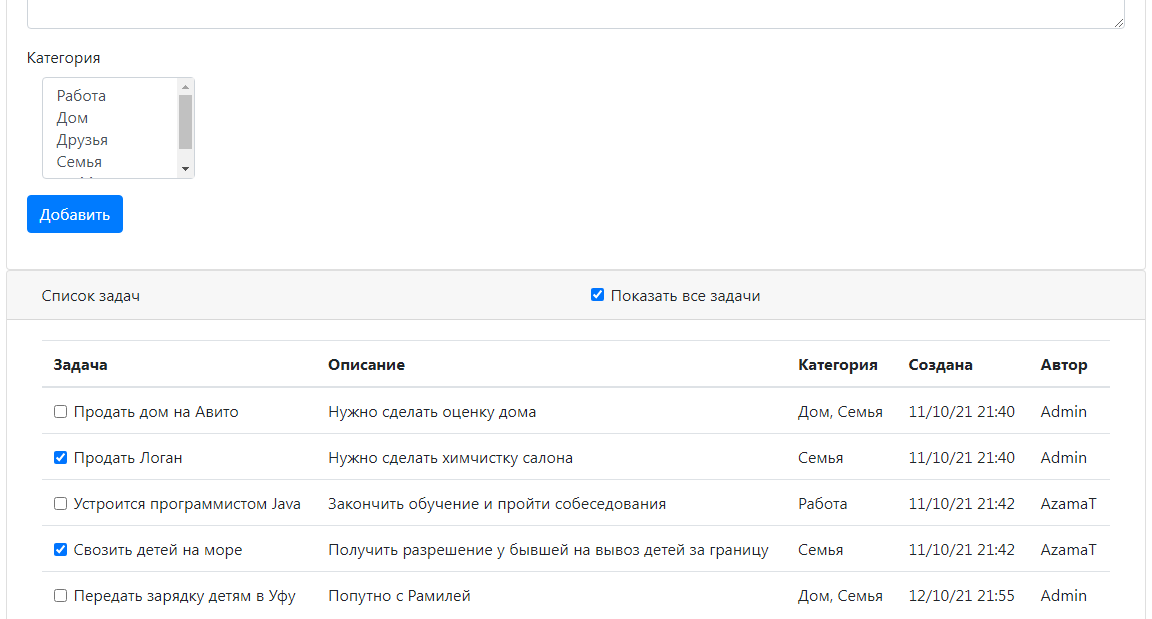 Категория
Работа
Дом
Друзья
Семья
Добавить
Список задач Показать все задачи
Задача Описание Категория Создана Автор
Продать дом на Авито Нужно сделать оценку дома Дом, Семья 11/10/21 21:40 Admin
Продать Логан Нужно сделать химчистку салона Семья 11/10/21 21:40 Admin
Устроится программистом Java Закончить обучение и пройти собеседования Работа 11/10/21 21:42 AzamaT
Свозить детей на море Получить разрешение у бывшей на вывоз детей за границу Семья 11/10/21 21:42 AzamaT
Передать зарядку детям в Уфу Попутно с Рамилей Дом, Семья 12/10/21 21:55 Admin